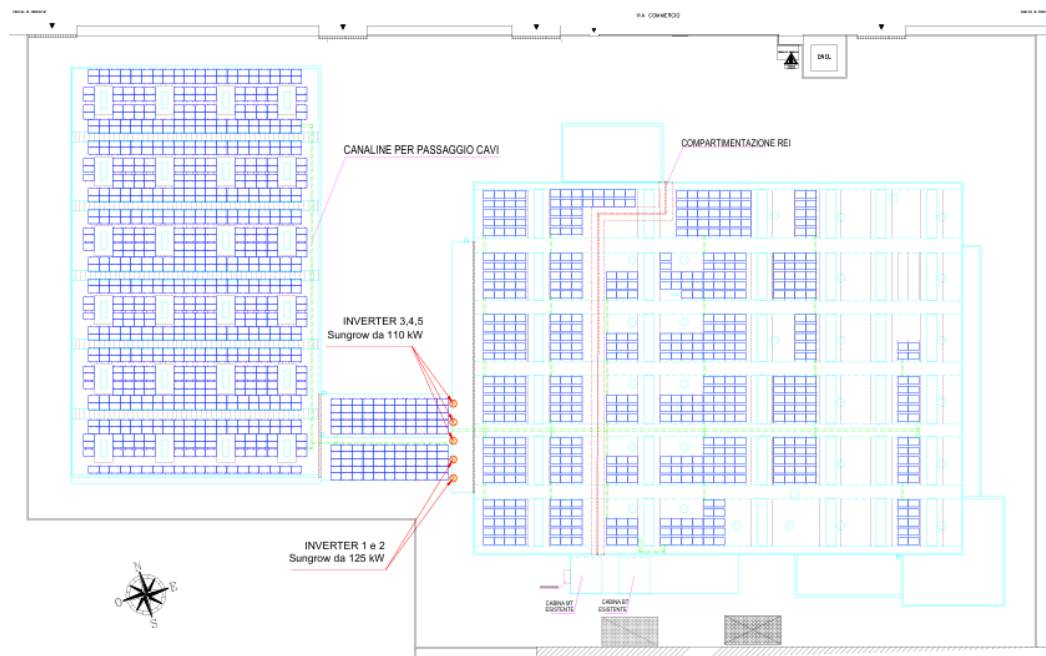 VIA COMMERCIO
ENEL
CANALINE PER PASSAGGIO CAVI
COMPARTIMENTAZIONE REI
INVERTER 3,4,5
Sungrow da 110 kW
INVERTER 1 e 2
Sungrow da 125 kW
N
E
O
S
CABINA MT
ESISTENTE
CABINA BT
ESISTENTE